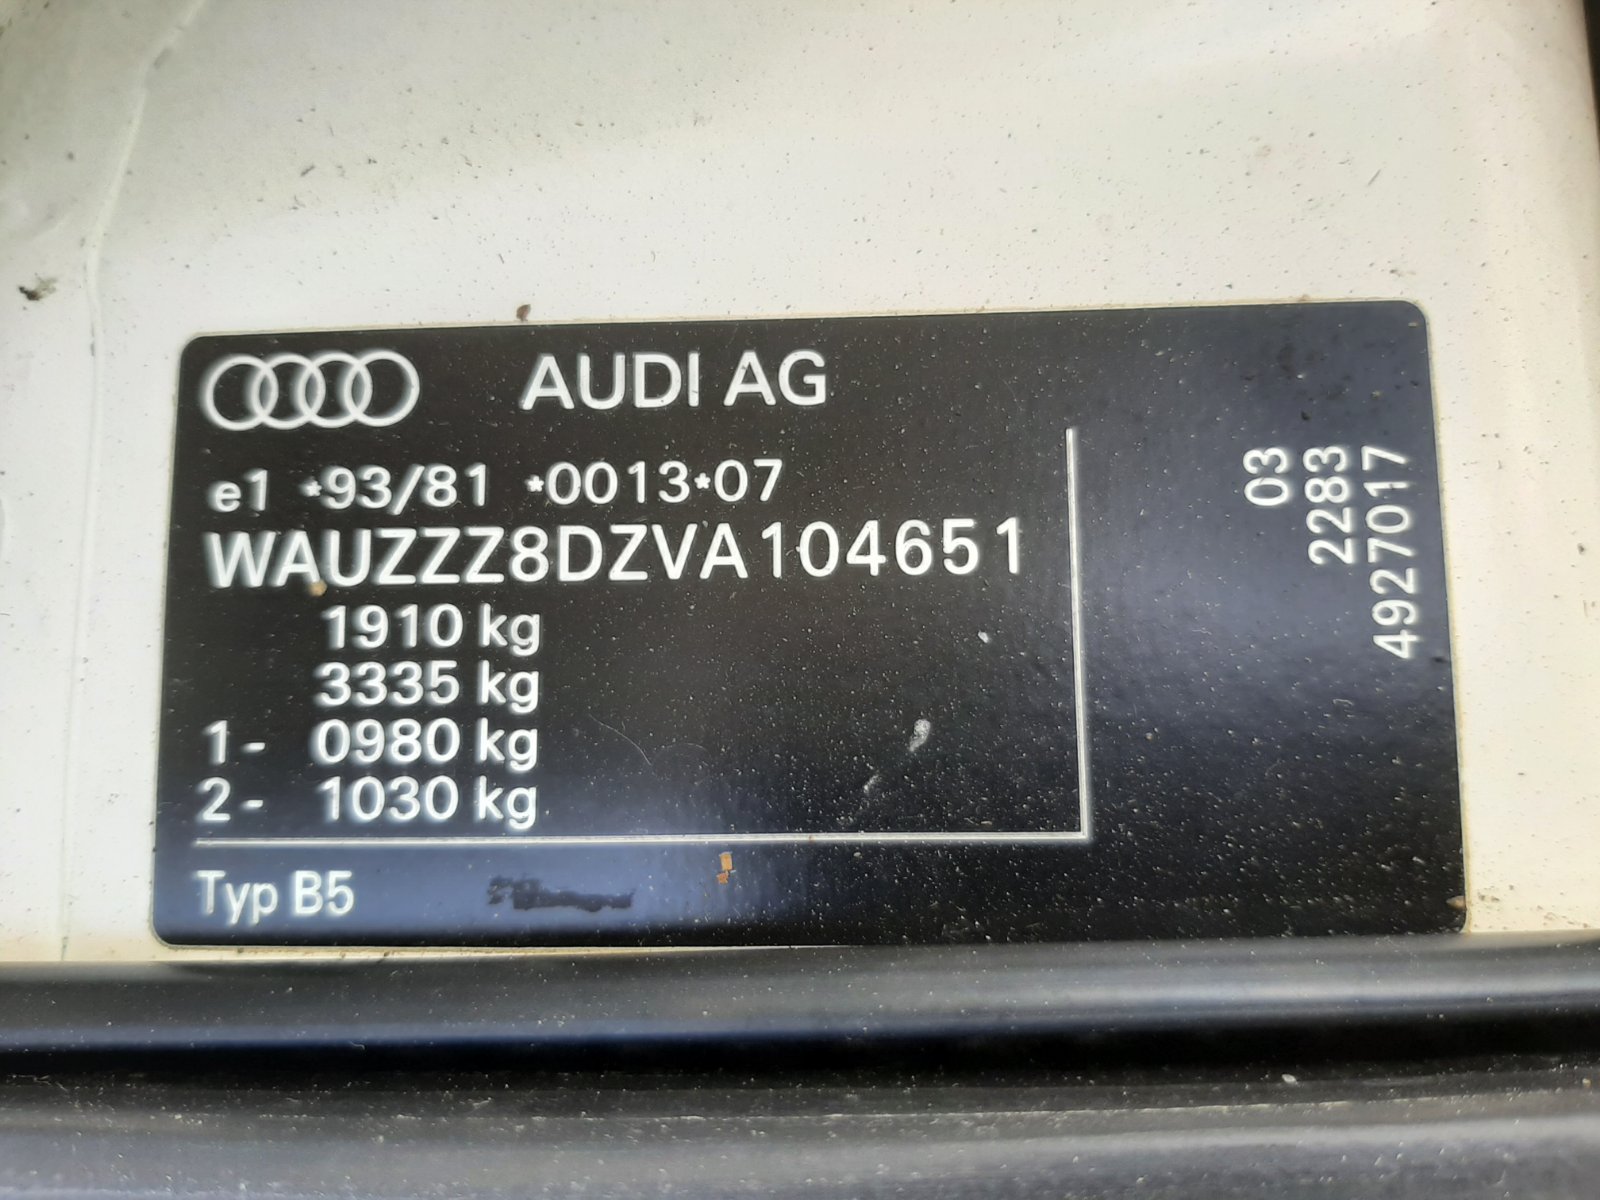 AUDI AG
e1 *93/81 *0013*07
WAUZZZ8DZVA104651
1910 kg
3335 kg
1- 0980 kg
2- 1030 kg
Typ B5
03
2283
4927017